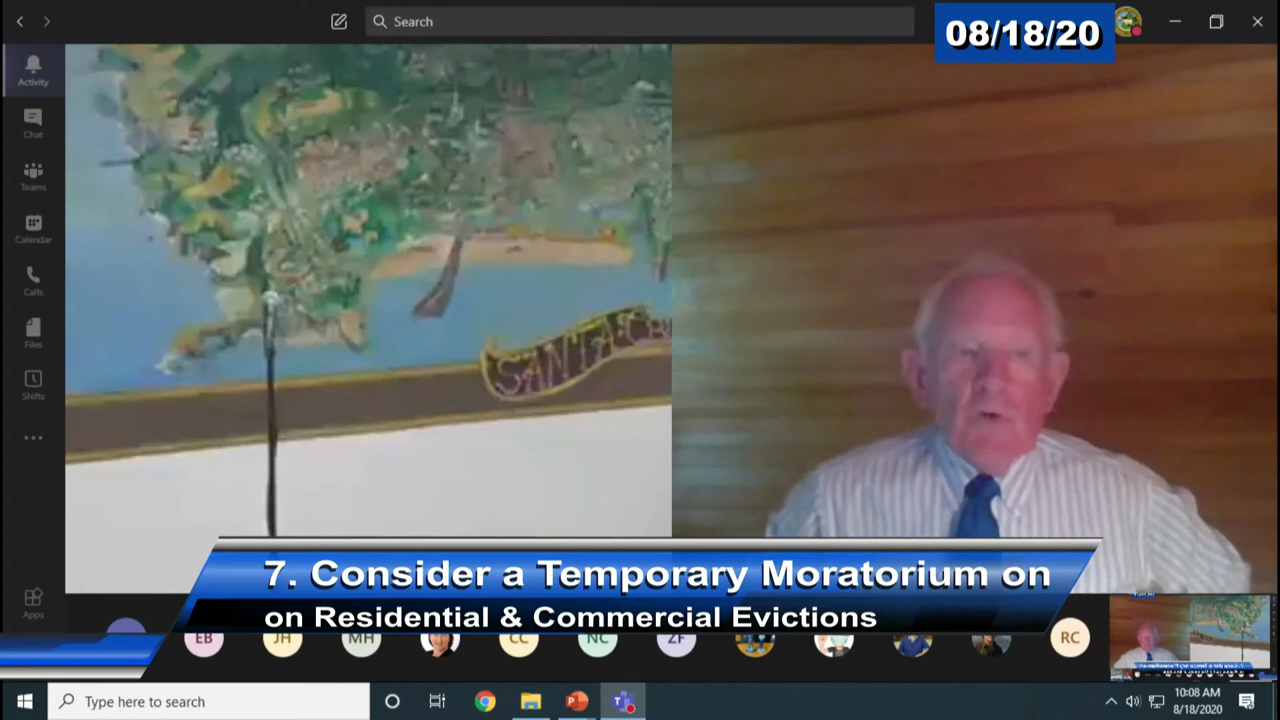 Search
08/18/20
Activity
Chat
Teams
Calendar
Calls
Files
Shifts
Apps
SANTA CRU
7. Consider a Temporary Moratorium on
on Residential & Commercial Evictions
EB
JH
MH
CC
NC
ZF
RC
Type here to search
10:08 AM
8/18/2020